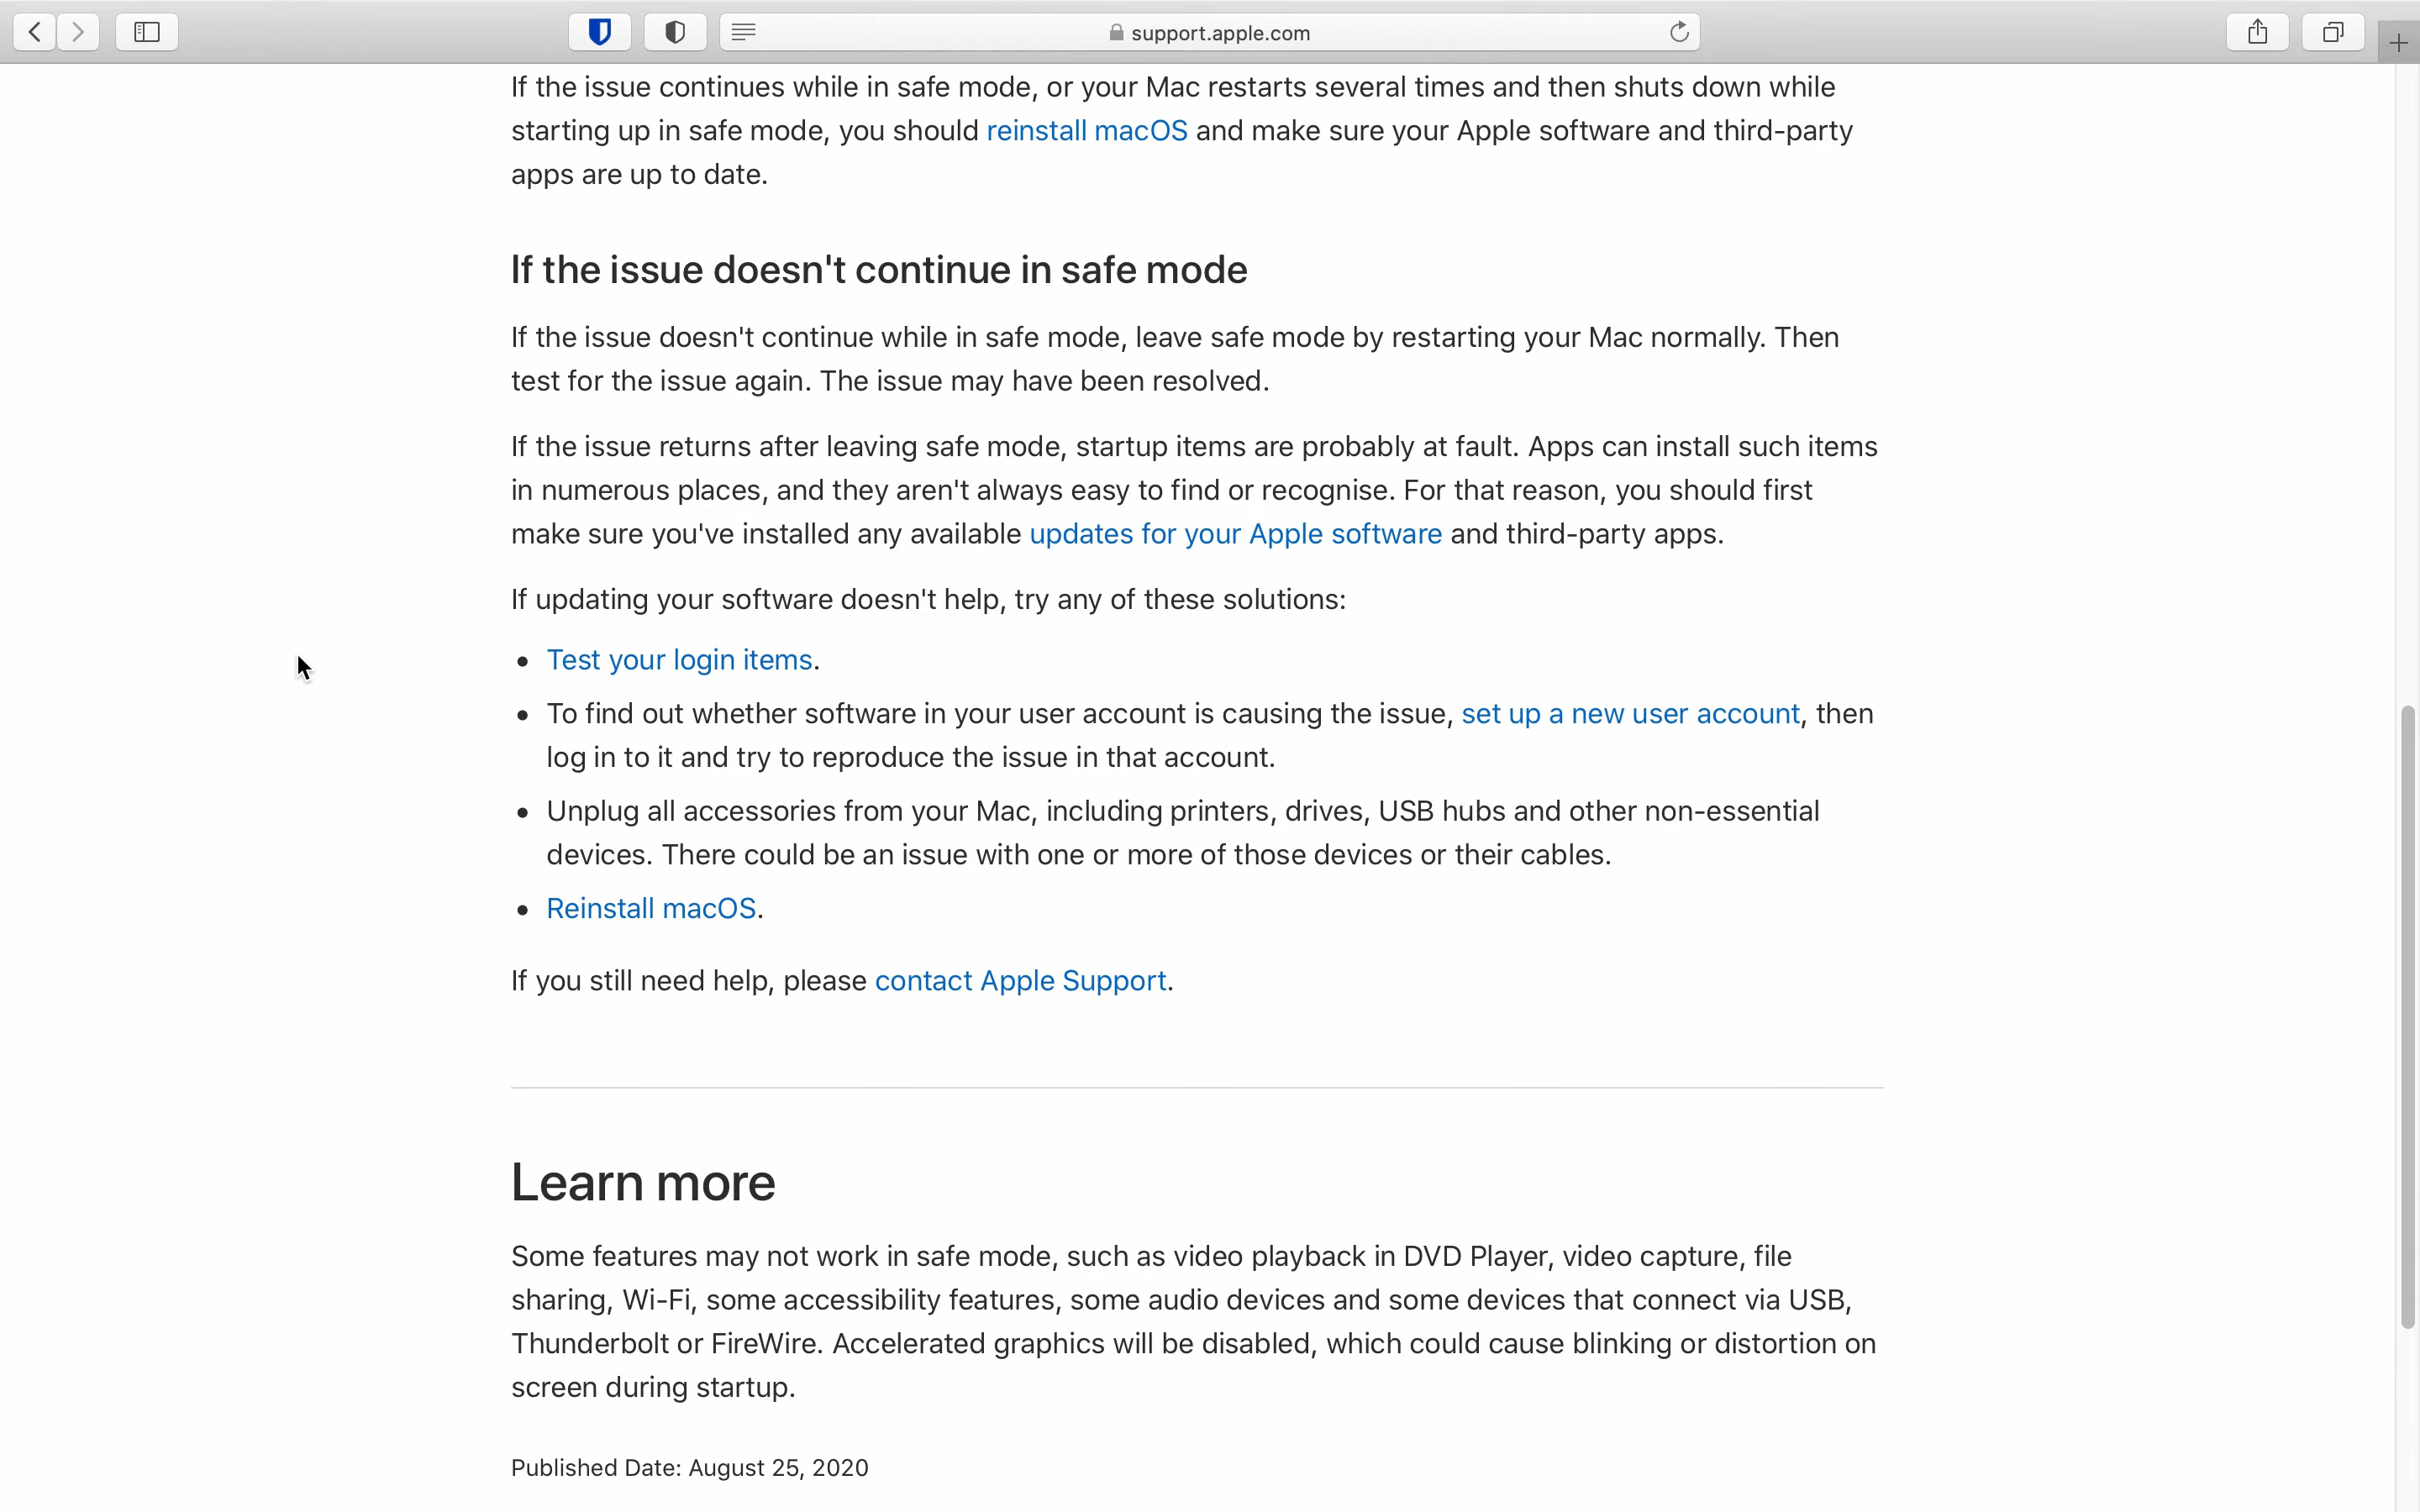 support.apple.com
If the issue continues while in safe mode, or your Mac restarts several times and then shuts down while
starting up in safe mode, you should reinstall macOS and make sure your Apple software and third-party
apps are up to date.
If the issue doesn't continue in safe mode
If the issue doesn't continue while in safe mode, leave safe mode by restarting your Mac normally. Then
test for the issue again. The issue may have been resolved.
If the issue returns after leaving safe mode, startup items are probably at fault. Apps can install such items
in numerous places, and they aren't always easy to find or recognise. For that reason, you should first
make sure you've installed any available updates for your Apple software and third-party apps.
If updating your software doesn't help, try any of these solutions:
• Test your login items.
• To find out whether software in your user account is causing the issue, set up a new user account, then
log in to it and try to reproduce the issue in that account.
• Unplug all accessories from your Mac, including printers, drives, USB hubs and other non-essential
devices. There could be an issue with one or more of those devices or their cables.
• Reinstall macOS.
If you still need help, please contact Apple Support.
Learn more
Some features may not work in safe mode, such as video playback in DVD Player, video capture, file
sharing, Wi-Fi, some accessibility features, some audio devices and some devices that connect via USB,
Thunderbolt or FireWire. Accelerated graphics will be disabled, which could cause blinking or distortion on
screen during startup.
Published Date: August 25, 2020